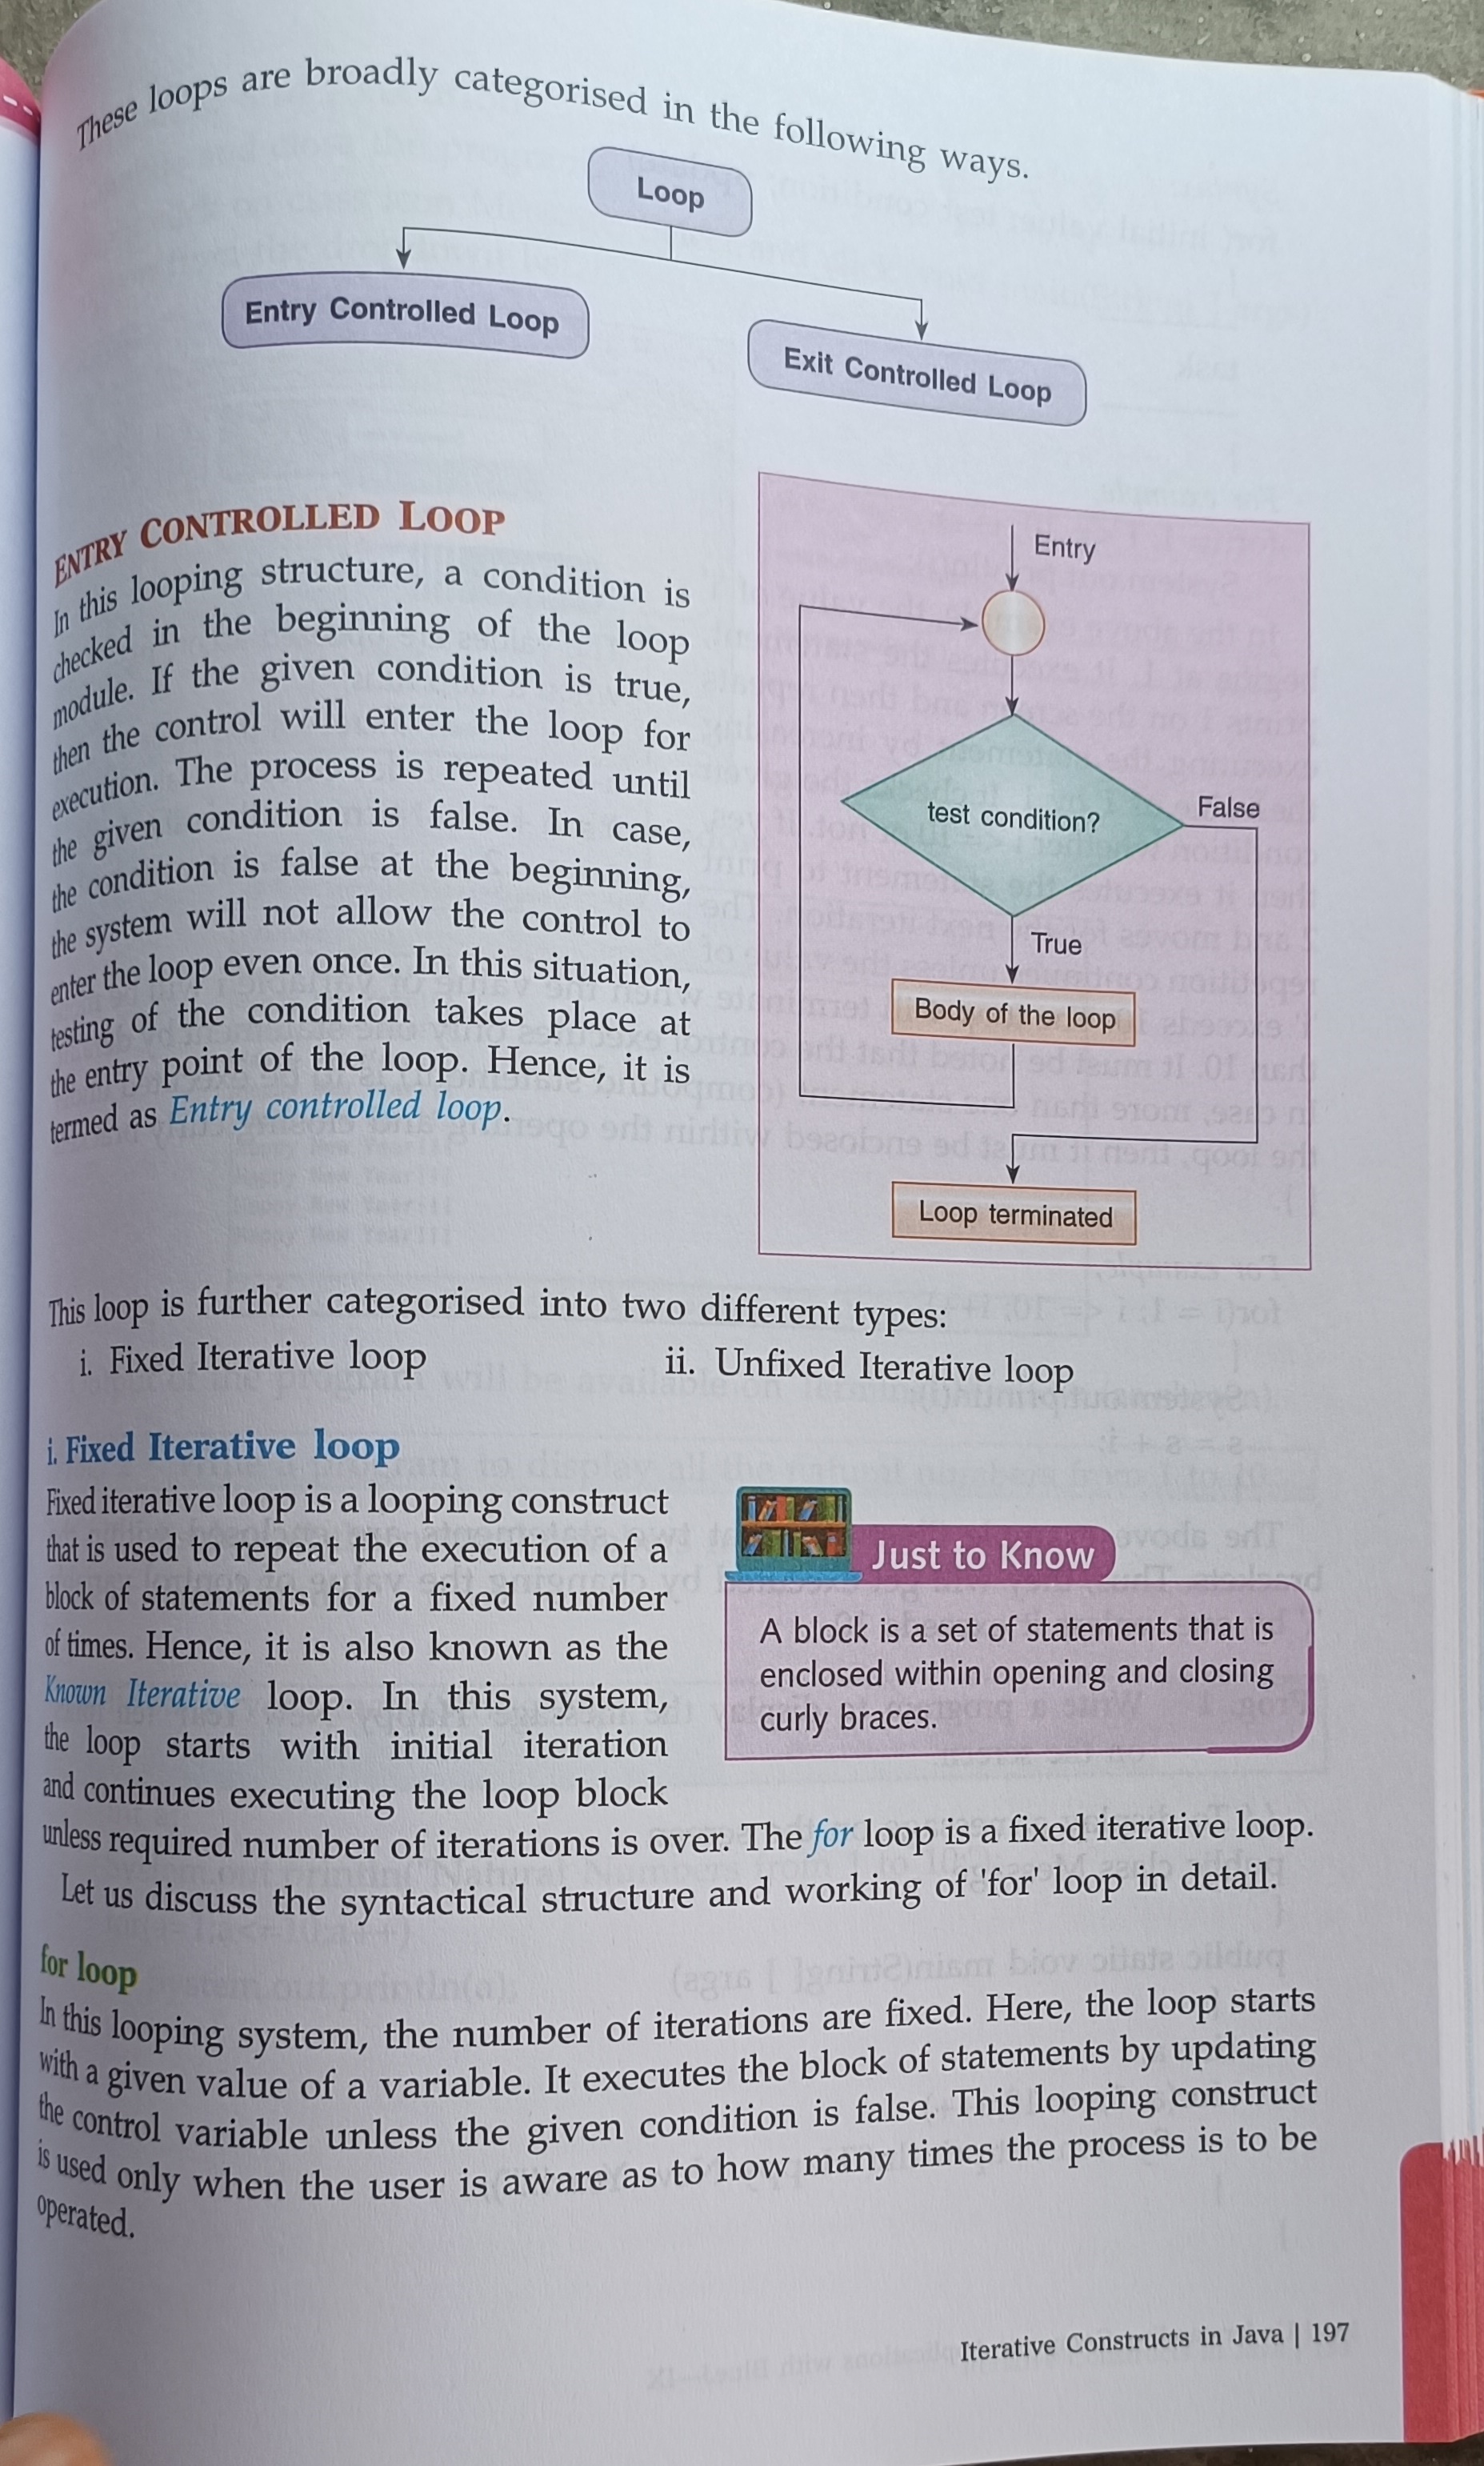 These loops are broadly categorised in the following ways.
Loop
Entry Controlled Loop
Exit Controlled Loop
ENTRY CONTROLLED LOOP
In this looping structure, a condition is
checked in the beginning of the loop
module. If the given condition is true,
then the control will enter the loop for
execution. The process is repeated until
the given condition is false. In case,
the condition is false at the beginning,
the system will not allow the control to
enter the loop even once. In this situation,
testing of the condition takes place at
the entry point of the loop. Hence, it is
termed as Entry controlled loop.
Entry
test condition?
False
True
Body of the loop
Loop terminated
This loop is further categorised into two different types:
i. Fixed Iterative loop ii. Unfixed Iterative loop
i. Fixed Iterative loop
Fixed iterative loop is a looping construct
that is used to repeat the execution of a
block of statements for a fixed number
of times. Hence, it is also known as the
Known Iterative loop. In this system,
the loop starts with initial iteration
and continues executing the loop block
unless required number of iterations is over. The for loop is a fixed iterative loop.
Just to Know
A block is a set of statements that is
enclosed within opening and closing
curly braces.
Let us discuss the syntactical structure and working of 'for' loop in detail.
for loop
In this looping system, the number of iterations are fixed. Here, the loop starts
with a given value of a variable. It executes the block of statements by updating
the control variable unless the given condition is false. This looping construct
is used only when the user is aware as to how many times the process is to be
operated.
Iterative Constructs in Java | 197